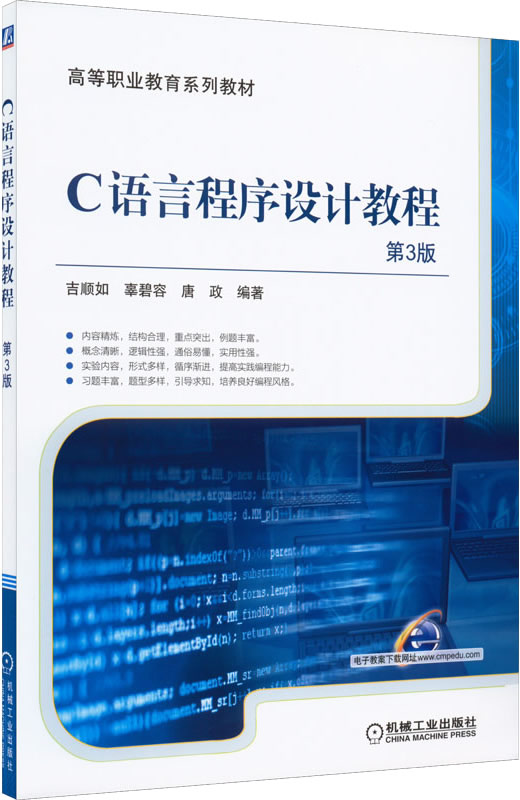 高等职业教育系列教材
C语言程序设计教程
第3版
吉顺如 辜碧容 唐 政 编著
内容精炼，结构合理，重点突出，例题丰富。
概念清晰，逻辑性强，通俗易懂，实用性强。
实验内容，形式多样，循序渐进，提高实践编程能力。
习题丰富，题型多样，引导求知，培养良好编程风格。
电子教案下载网址www.cmpedu.com
机械工业出版社
CHINA MACHINE PRESS
C语言程序设计教程
第3版
机械工业出版社